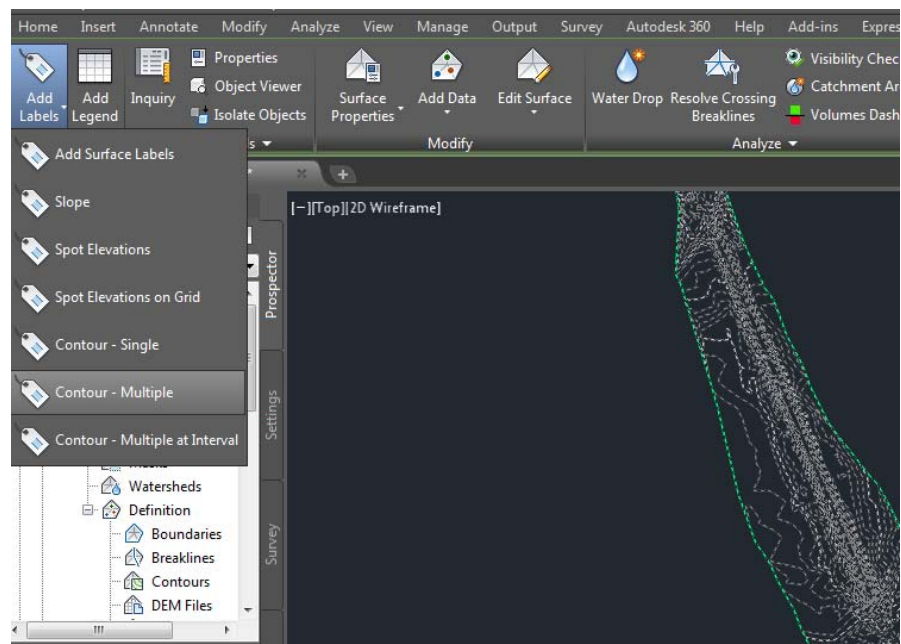 Home Insert Annotate Modify Analyze View Manage Output Survey Autodesk 360 Help Add-ins
Properties
Object Viewer
Isolate Objects
Add
Labels
Add
Legend
Inquiry
Surface
Properties
Add Data
Edit Surface
Modify
Water Drop
Resolve Crossing
Breaklines
Visibility Chec
Catchment Ar
Volumes Dash
Analyze
Add Surface Labels
Slope
Spot Elevations
Spot Elevations on Grid
Contour - Single
Contour - Multiple
Contour - Multiple at Interval
Watersheds
Definition
Boundaries
Breaklines
Contours
DEM Files
Prospector
Settings
Survey
[−][Top][2D Wireframe]